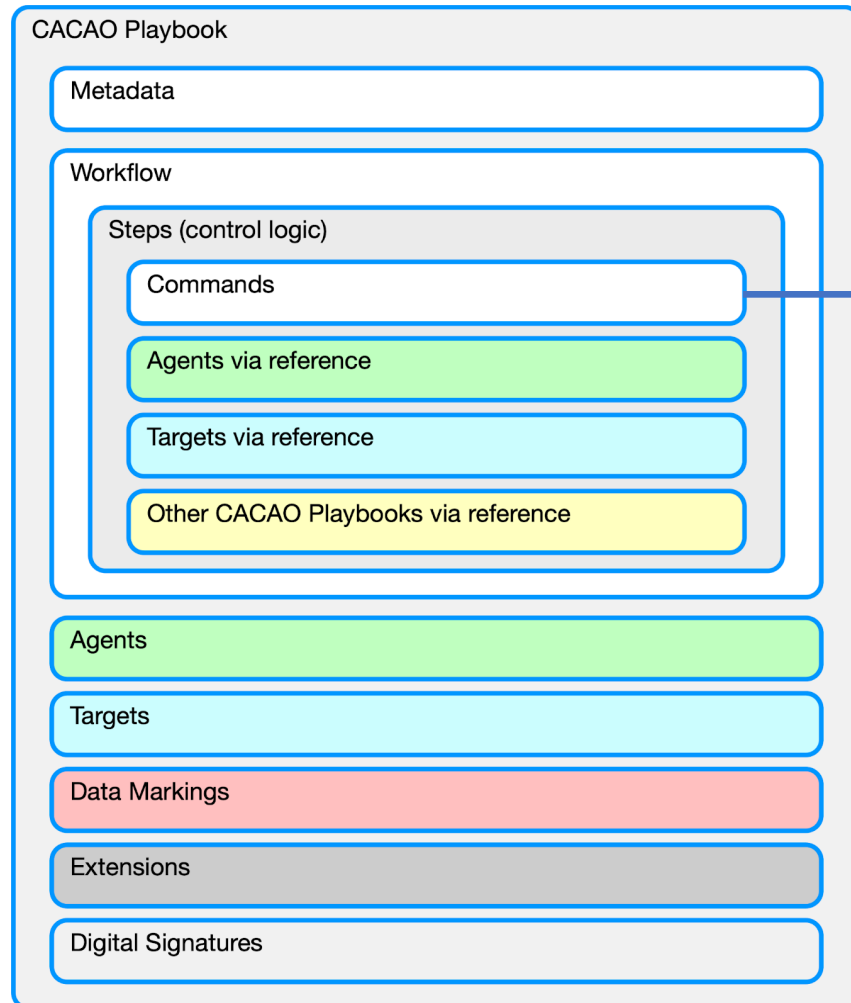 CACAO Playbook
Metadata
Workflow
Steps (control logic)
Commands
Agents via reference
Targets via reference
Other CACAO Playbooks via reference
Agents
Targets
Data Markings
Extensions
Digital Signatures